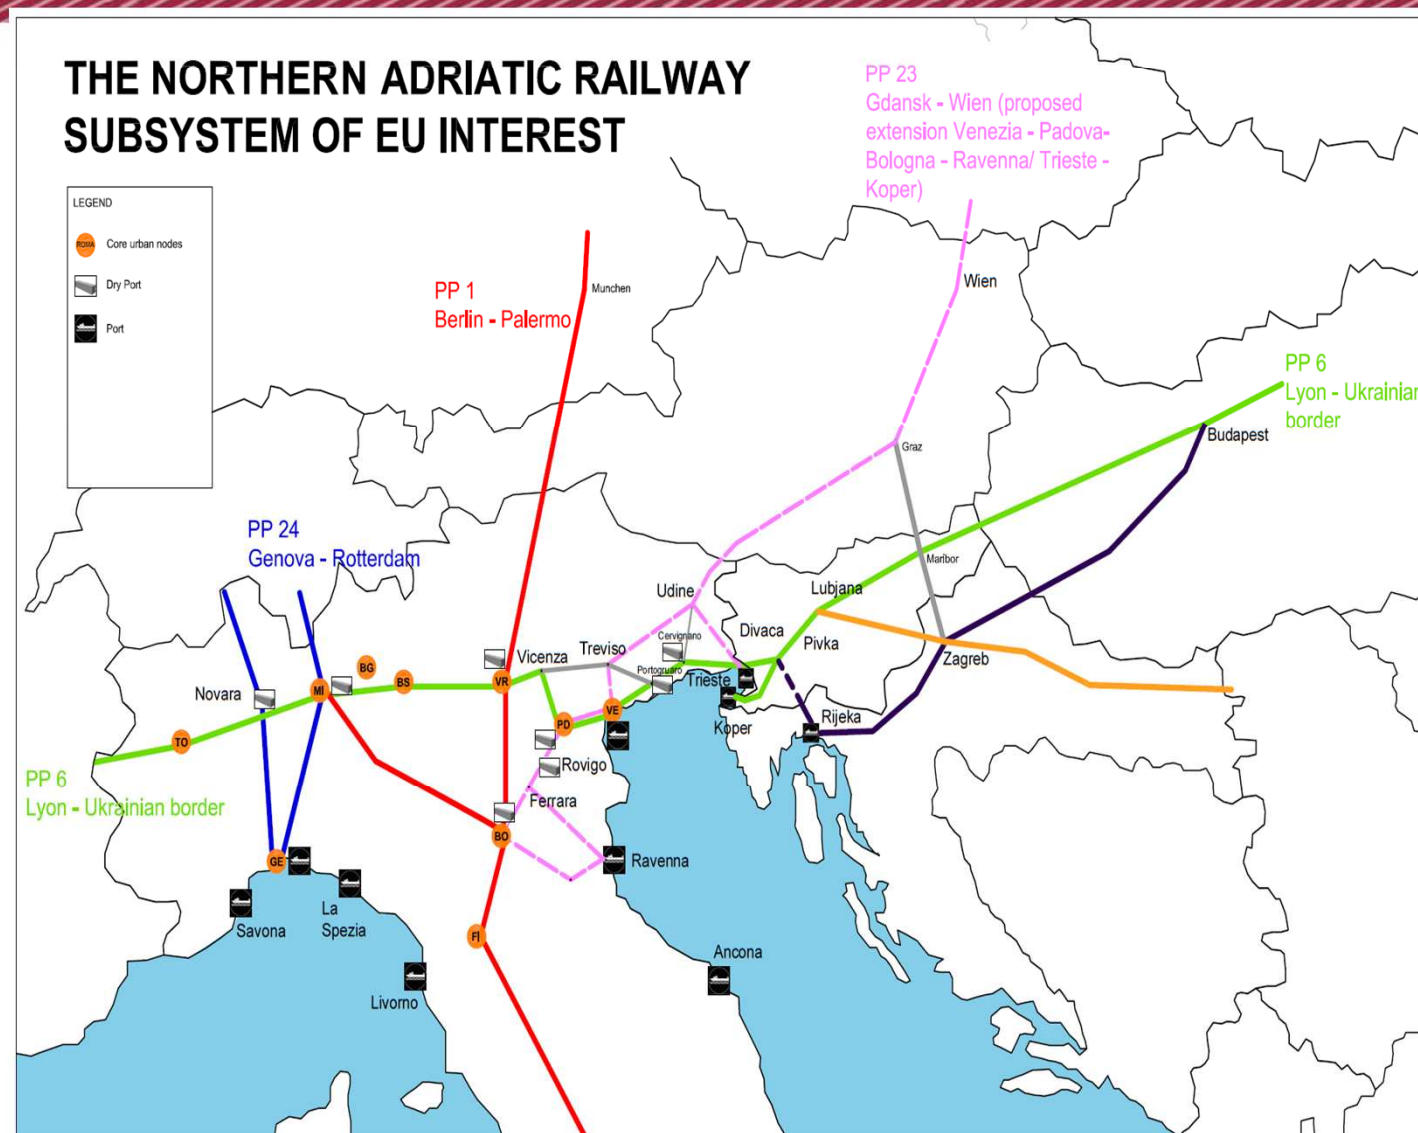 THE NORTHERN ADRIATIC RAILWAY
SUBSYSTEM OF EU INTEREST
LEGEND
ROMA
Core urban nodes
Dry Port
Port
PP 23
Gdansk - Wien (proposed
extension Venezia - Padova-
Bologna - Ravenna/ Trieste -
Koper)
PP 1
Berlin - Palermo
Munchen
Wien
PP 6
Lyon - Ukrainian
border
Budapest
Graz
PP 24
Genova - Rotterdam
Maribor
Lubjana
Udine
Cervignano
Divaca
Pivka
Zagreb
Treviso
Vicenza
Portogruaro
Trieste
Koper
Rijeka
BG
BS
VR
MI
Novara
TO
PD
VE
Rovigo
Ferrara
BO
Ravenna
PP 6
Lyon - Ukrainian border
GE
Savona
La
Spezia
FI
Livorno
Ancona